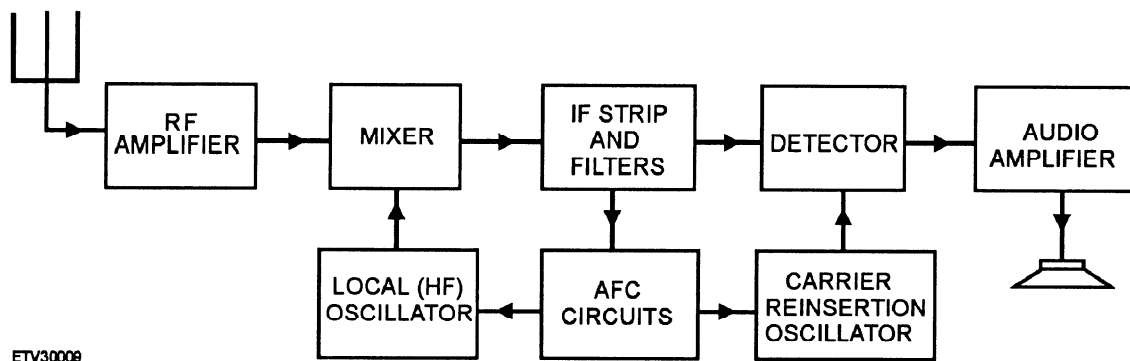 RF
AMPLIFIER
MIXER
IF STRIP
AND
FILTERS
DETECTOR
AUDIO
AMPLIFIER
LOCAL (HF)
OSCILLATOR
AFC
CIRCUITS
CARRIER
REINSERTION
OSCILLATOR
ETV30009